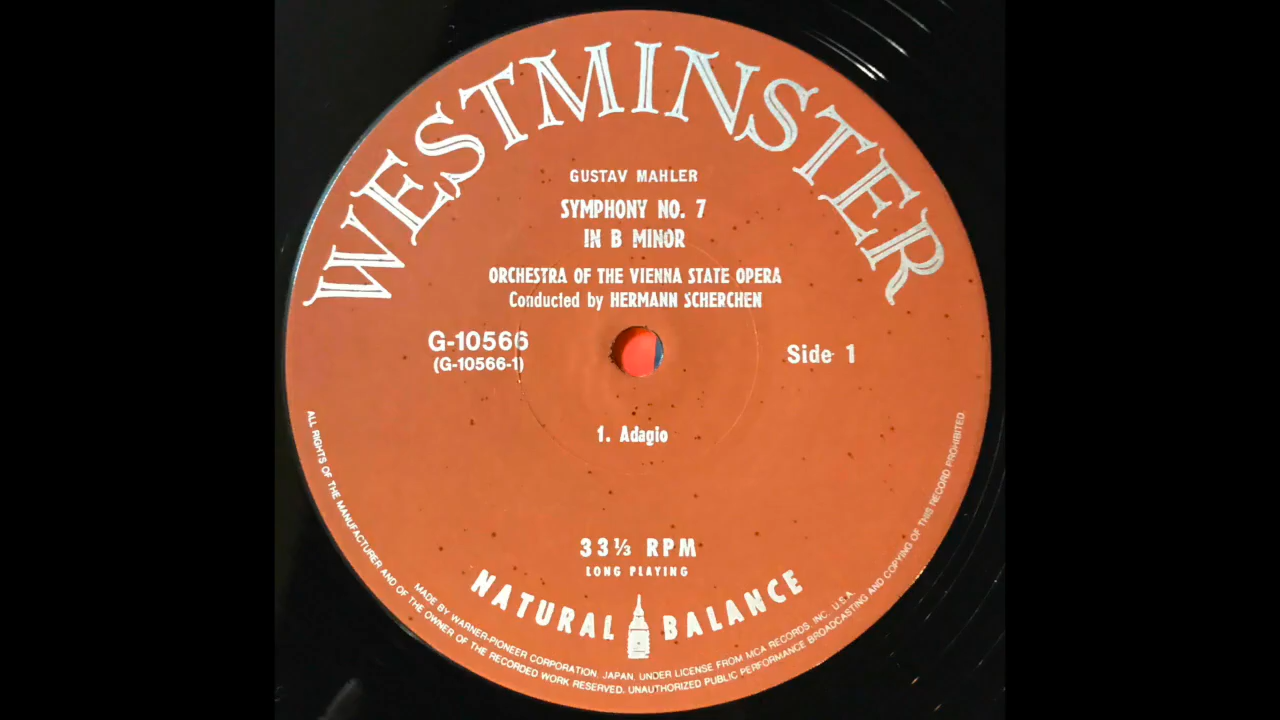 WESTMINSTER
GUSTAV MAHLER
SYMPHONY NO. 7
IN B MINOR
ORCHESTRA OF THE VIENNA STATE OPERA
Conducted by HERMANN SCHERCHEN
G-10566
(G-10566-1)
Side 1
1. Adagio
33⅓ RPM
LONG PLAYING
NATURAL BALANCE
MADE BY WARNER-PIONEER CORPORATION, JAPAN, UNDER LICENSE FROM MCA RECORDS, INC., U.S.A.
ALL RIGHTS OF THE MANUFACTURER AND OF THE OWNER OF THE RECORDED WORK RESERVED. UNAUTHORIZED PUBLIC PERFORMANCE BROADCASTING AND COPYING OF THIS RECORD PROHIBITED.